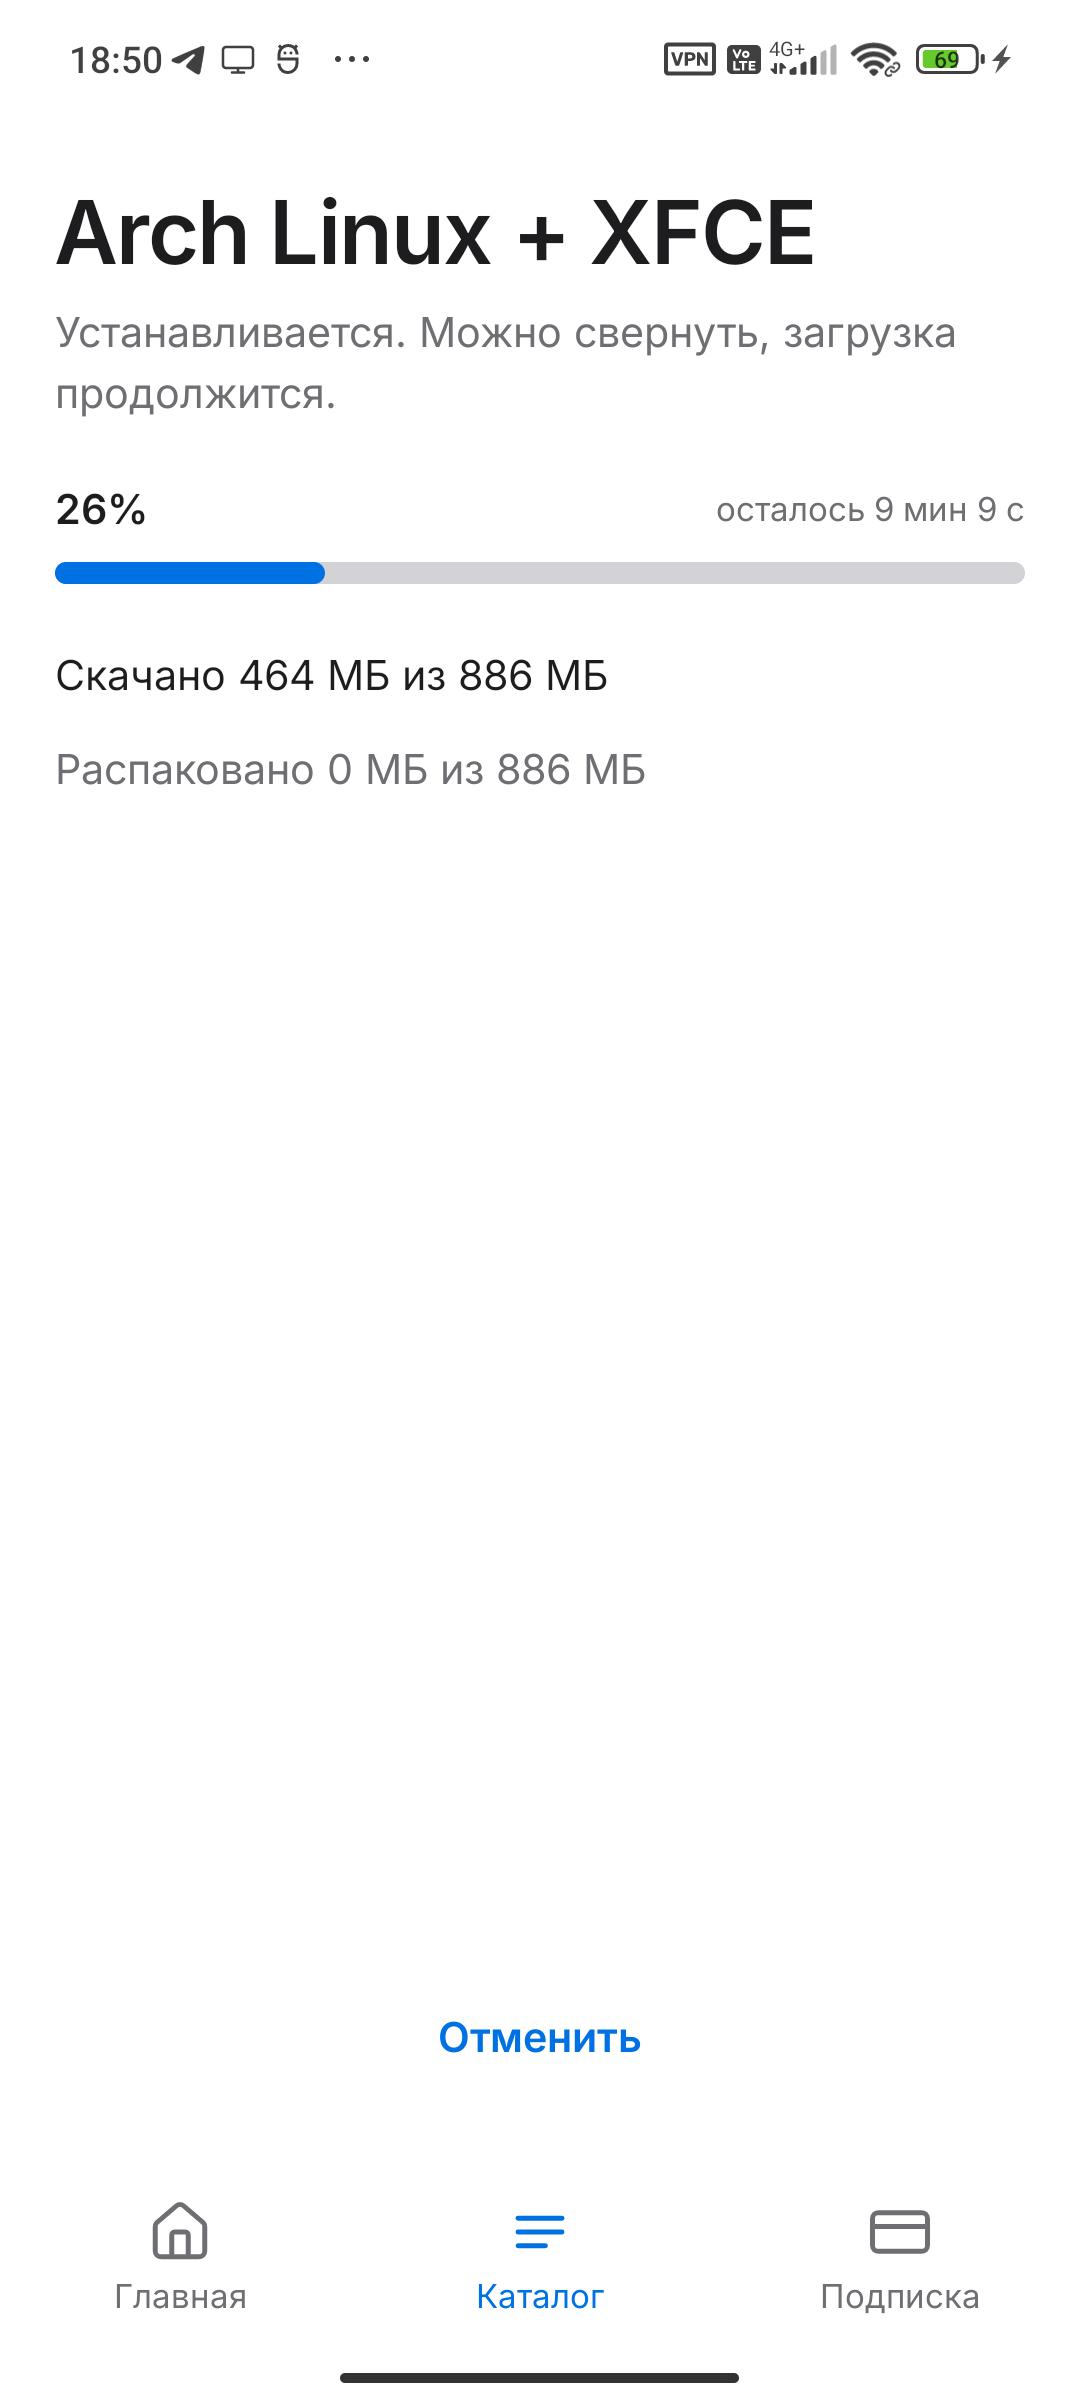 18:50
VPN
Vo LTE
4G+
69
Arch Linux + XFCE
Устанавливается. Можно свернуть, загрузка
продолжится.
26%
осталось 9 мин 9 с
Скачано 464 МБ из 886 МБ
Распаковано 0 МБ из 886 МБ
Отменить
Главная
Каталог
Подписка